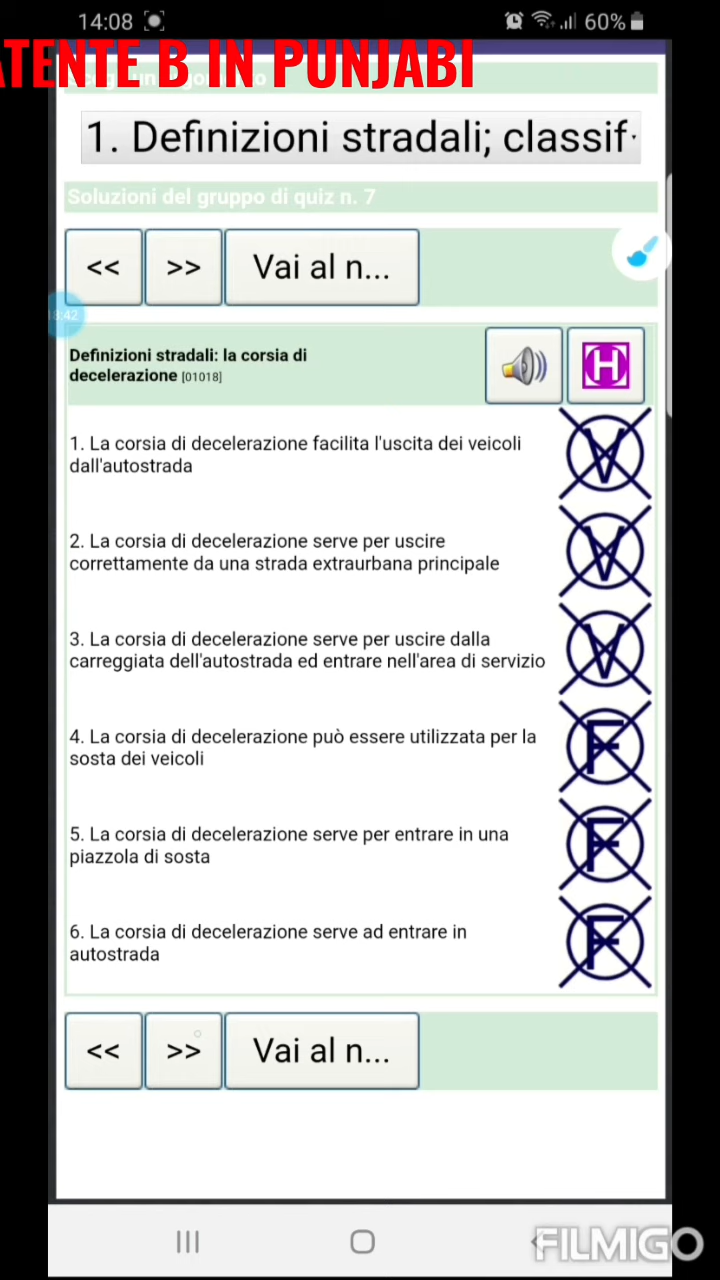 14:08
60%
ATENTE B IN PUNJABI
1. Definizioni stradali; classif
Soluzioni del gruppo di quiz n. 7
<<
>>
Vai al n...
18:42
Definizioni stradali: la corsia di
decelerazione [01018]
H
1. La corsia di decelerazione facilita l'uscita dei veicoli
dall'autostrada
V
2. La corsia di decelerazione serve per uscire
correttamente da una strada extraurbana principale
V
3. La corsia di decelerazione serve per uscire dalla
carreggiata dell'autostrada ed entrare nell'area di servizio
V
4. La corsia di decelerazione può essere utilizzata per la
sosta dei veicoli
F
5. La corsia di decelerazione serve per entrare in una
piazzola di sosta
F
6. La corsia di decelerazione serve ad entrare in
autostrada
F
<<
>>
Vai al n...
FILMIGO